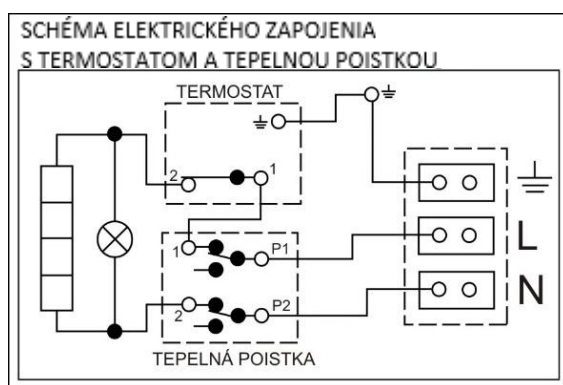 SCHÉMA ELEKTRICKÉHO ZAPOJENIA
S TERMOSTATOM A TEPELNOU POISTKOU
TERMOSTAT
2
1
L
1
P1
N
2
P2
TEPELNÁ POISTKA